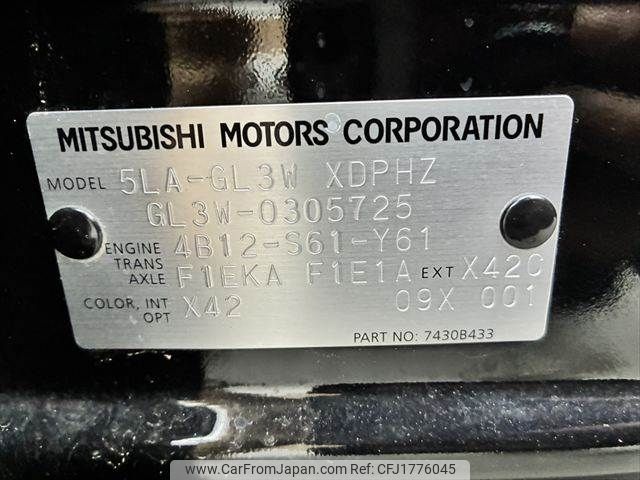 MITSUBISHI MOTORS CORPORATION
MODEL 5LA-GL3W XDPHZ
GL3W-0305725
ENGINE 4B12-S61-Y61
TRANS AXLE F1EKA F1E1A EXT X42C
COLOR, INT OPT X42 09X 001
PART NO: 7430B433
www.CarFromJapan.com | Ref No: CFJ1776045